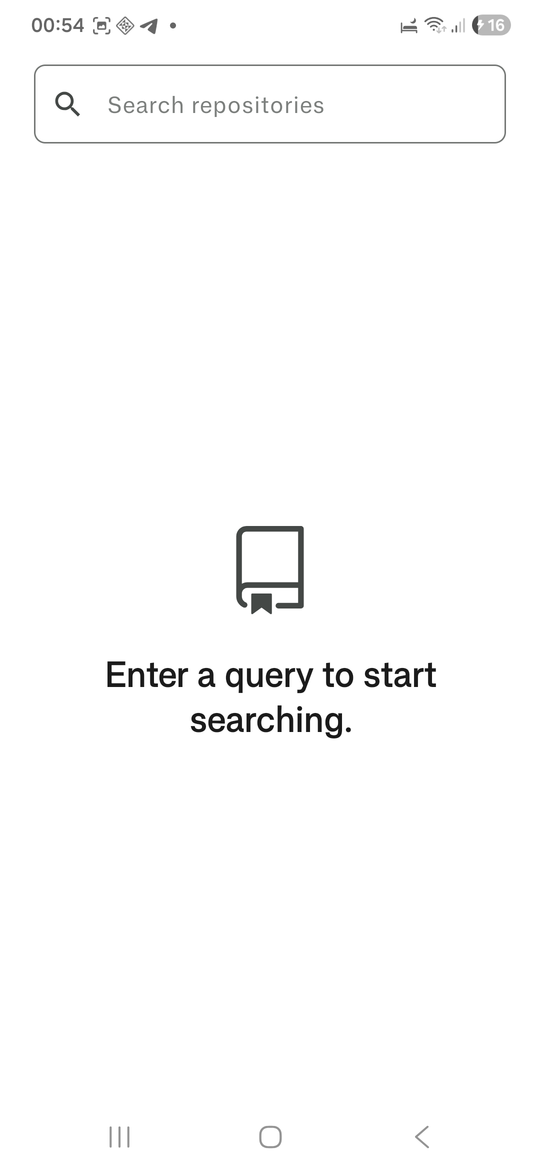 00:54
16
Search repositories
Enter a query to start
searching.